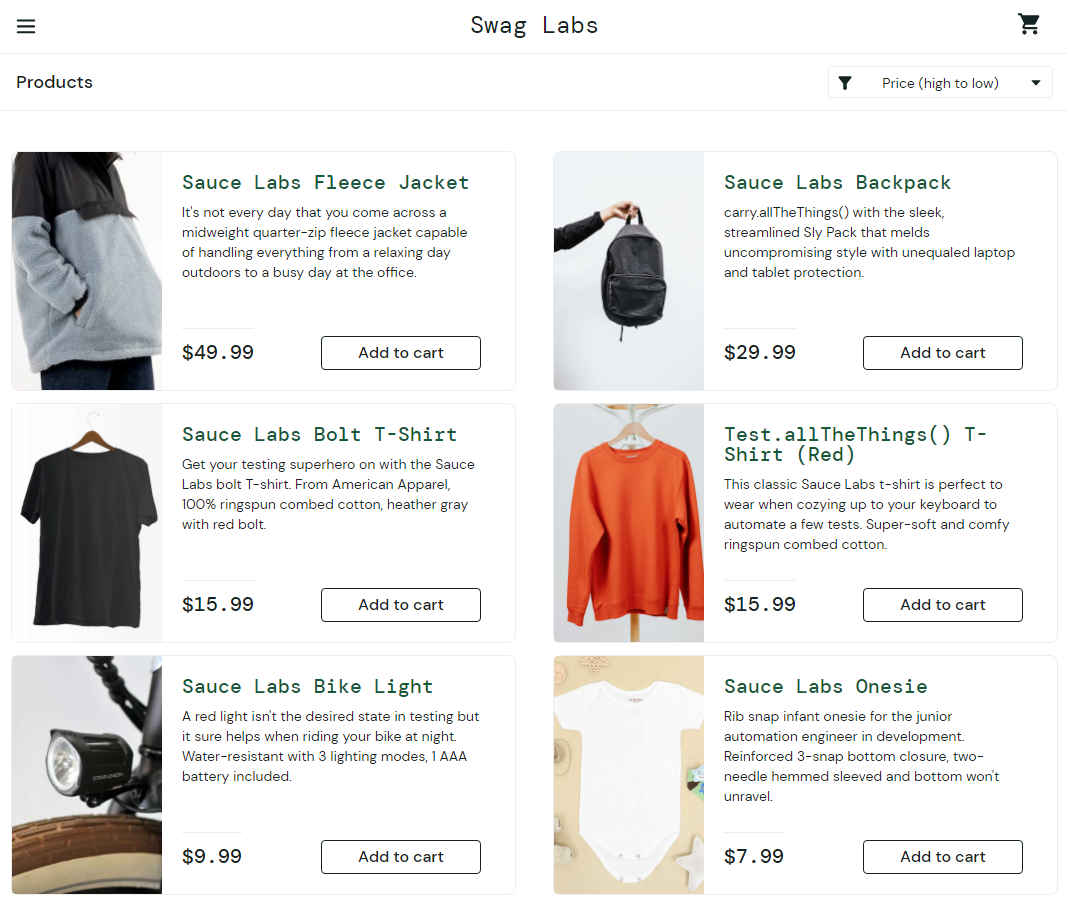 Swag Labs
Products
Price (high to low)
Sauce Labs Fleece Jacket
It's not every day that you come across a
midweight quarter-zip fleece jacket capable
of handling everything from a relaxing day
outdoors to a busy day at the office.
$49.99
Add to cart
Sauce Labs Backpack
carry.allTheThings() with the sleek,
streamlined Sly Pack that melds
uncompromising style with unequaled laptop
and tablet protection.
$29.99
Add to cart
Sauce Labs Bolt T-Shirt
Get your testing superhero on with the Sauce
Labs bolt T-shirt. From American Apparel,
100% ringspun combed cotton, heather gray
with red bolt.
$15.99
Add to cart
Test.allTheThings() T-
Shirt (Red)
This classic Sauce Labs t-shirt is perfect to
wear when cozying up to your keyboard to
automate a few tests. Super-soft and comfy
ringspun combed cotton.
$15.99
Add to cart
STAR UNION
Sauce Labs Bike Light
A red light isn't the desired state in testing but
it sure helps when riding your bike at night.
Water-resistant with 3 lighting modes, 1 AAA
battery included.
$9.99
Add to cart
Sauce Labs Onesie
Rib snap infant onesie for the junior
automation engineer in development.
Reinforced 3-snap bottom closure, two-
needle hemmed sleeved and bottom won't
unravel.
$7.99
Add to cart